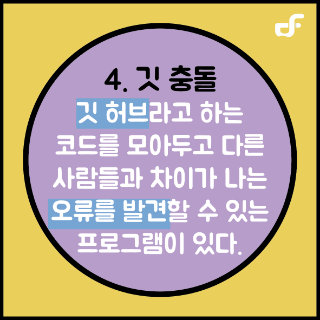 4. 깃 충돌
깃 허브라고 하는
코드를 모아두고 다른
사람들과 차이가 나는
오류를 발견할 수 있는
프로그램이 있다.